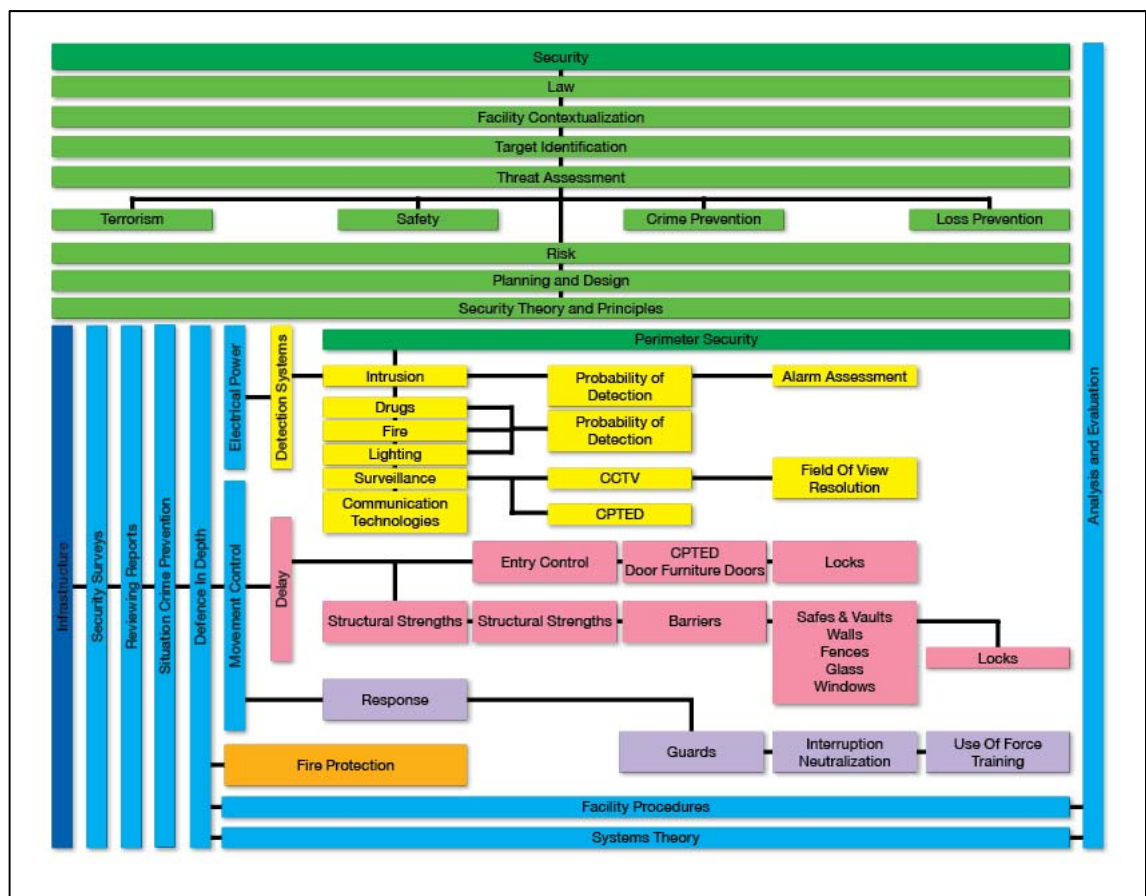 Security
Law
Facility Contextualization
Target Identification
Threat Assessment
Terrorism
Safety
Crime Prevention
Loss Prevention
Risk
Planning and Design
Security Theory and Principles
Infrastructure
Security Surveys
Reviewing Reports
Situation Crime Prevention
Defence In Depth
Electrical Power
Movement Control
Detection Systems
Delay
Perimeter Security
Intrusion
Probability of
Detection
Alarm Assessment
Drugs
Fire
Lighting
Probability of
Detection
Surveillance
CCTV
Field Of View
Resolution
Communication
Technologies
CPTED
Entry Control
CPTED
Door Furniture Doors
Locks
Structural Strengths
Structural Strengths
Barriers
Safes & Vaults
Walls
Fences
Glass
Windows
Locks
Response
Guards
Interruption
Neutralization
Use Of Force
Training
Fire Protection
Facility Procedures
Systems Theory
Analysis and Evaluation